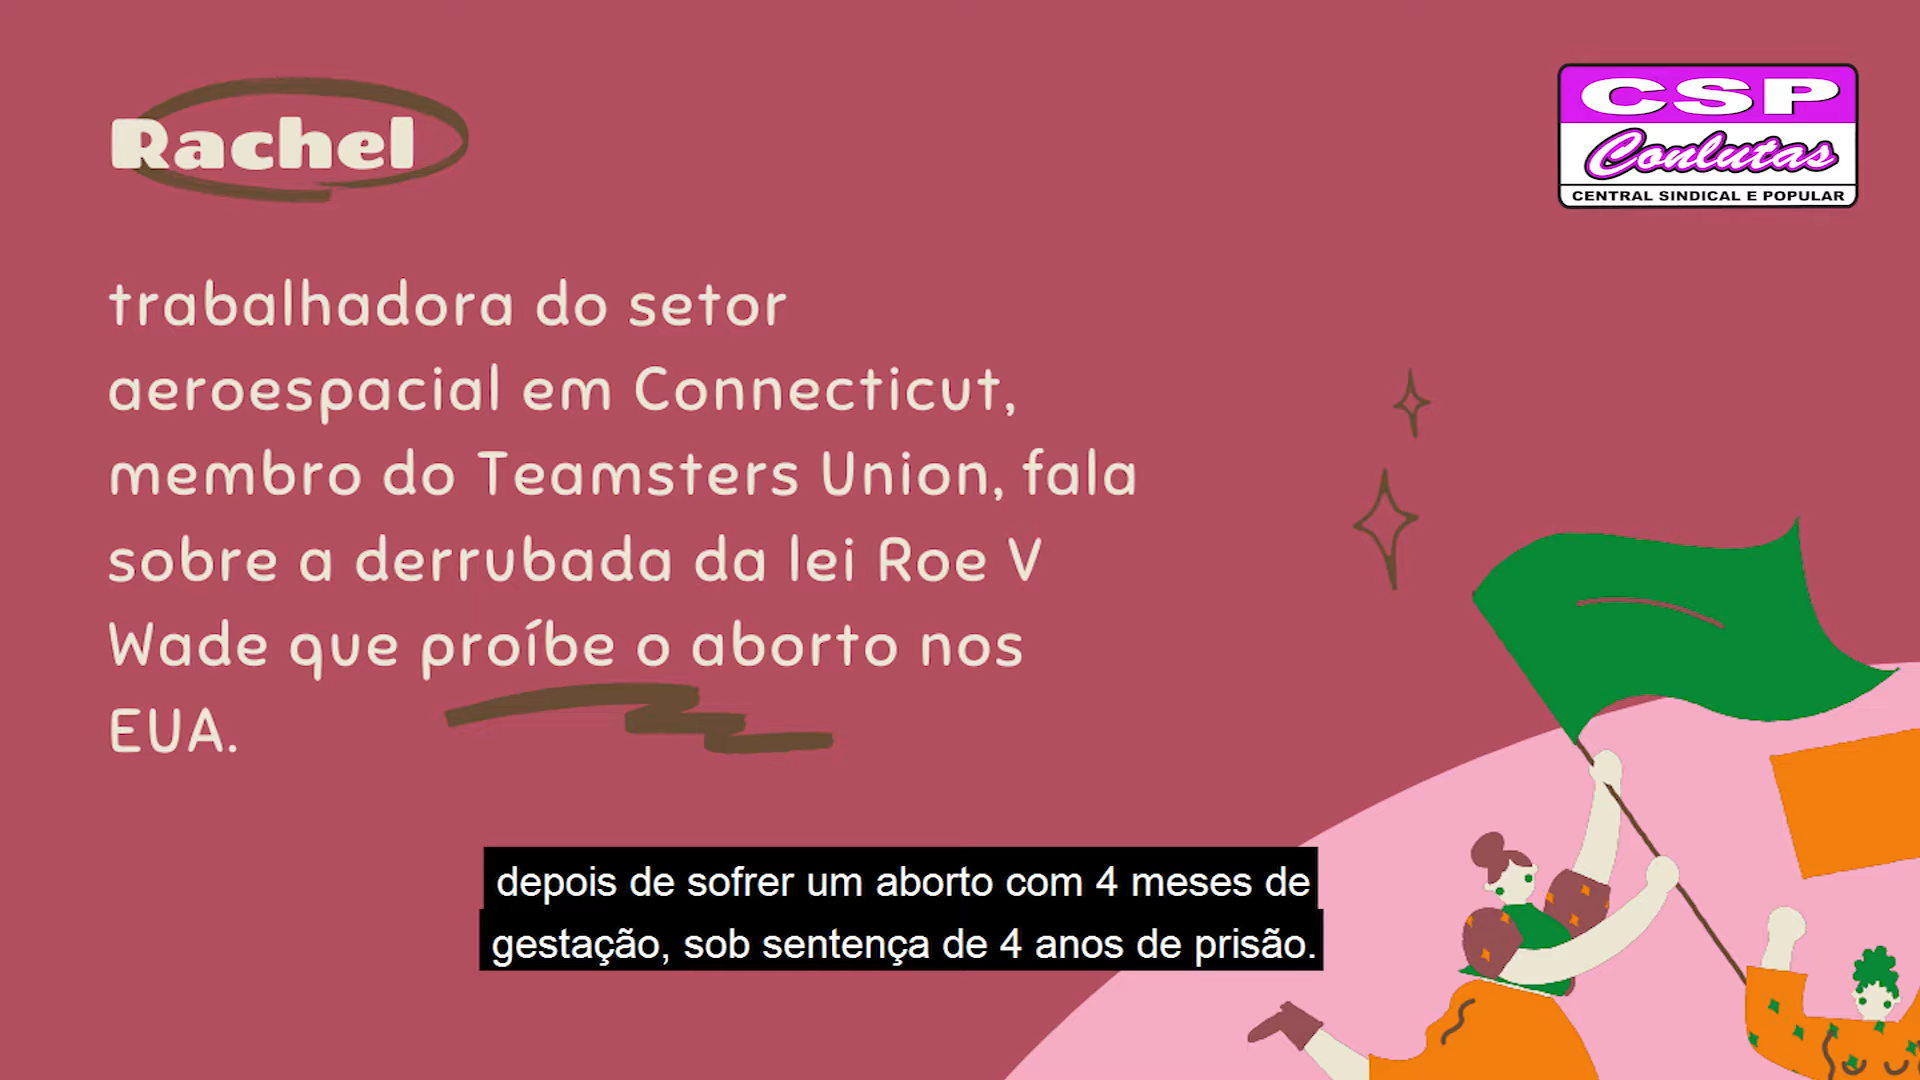 Rachel
CSP
Conlutas
CENTRAL SINDICAL E POPULAR
trabalhadora do setor
aeroespacial em Connecticut,
membro do Teamsters Union, fala
sobre a derrubada da lei Roe V
Wade que proíbe o aborto nos
EUA.
depois de sofrer um aborto com 4 meses de
gestação, sob sentença de 4 anos de prisão.